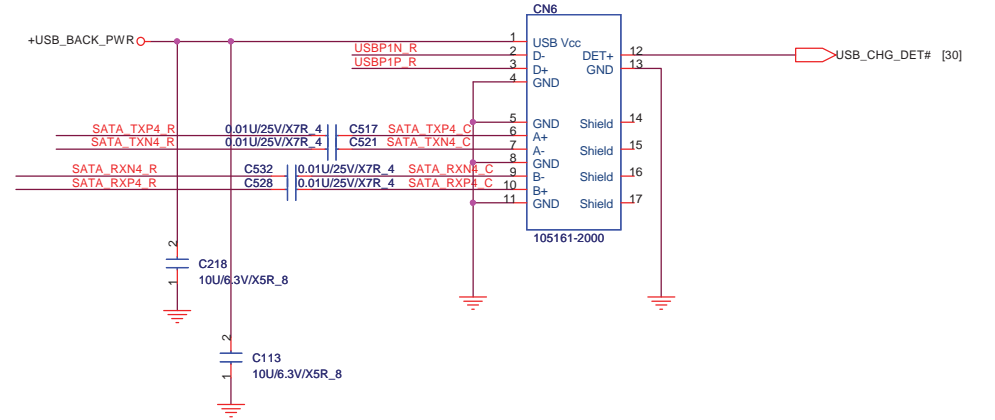 CN6
+USB_BACK_PWR
1
USB Vcc
USBP1N_R
2
D-
DET+
12
USB_CHG_DET# [30]
USBP1P_R
3
D+
GND
13
4
GND
5
GND
Shield
14
SATA_TXP4_R
0.01U/25V/X7R_4
C517
SATA_TXP4_C
6
A+
SATA_TXN4_R
0.01U/25V/X7R_4
C521
SATA_TXN4_C
7
A-
Shield
15
8
GND
SATA_RXN4_R
C532
0.01U/25V/X7R_4
SATA_RXN4_C
9
B-
Shield
16
SATA_RXP4_R
C528
0.01U/25V/X7R_4
SATA_RXP4_C
10
B+
11
GND
Shield
17
105161-2000
2
C218
1
10U/6.3V/X5R_8
2
C113
1
10U/6.3V/X5R_8